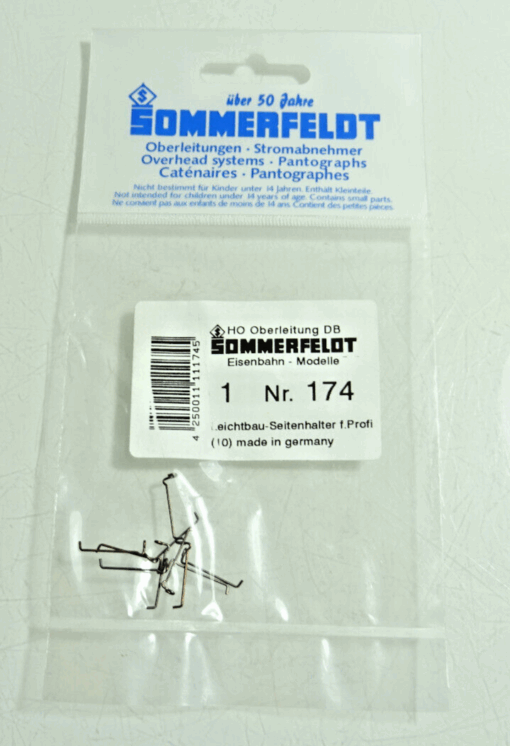 S
über 50 Jahre
SOMMERFELDT
Oberleitungen · Stromabnehmer
Overhead systems · Pantographs
Caténaires · Pantographes
Nicht bestimmt für Kinder unter 14 Jahren. Enthält Kleinteile.
Not intended for children under 14 years of age. Contains small parts.
Ne convient pas aux enfants de moins de 14 ans. Contient des petites pièces.
S HO Oberleitung DB
SOMMERFELDT
Eisenbahn - Modelle
1 Nr. 174
Leichtbau-Seitenhalter f.Profi
(10) made in germany
4 250011 111745